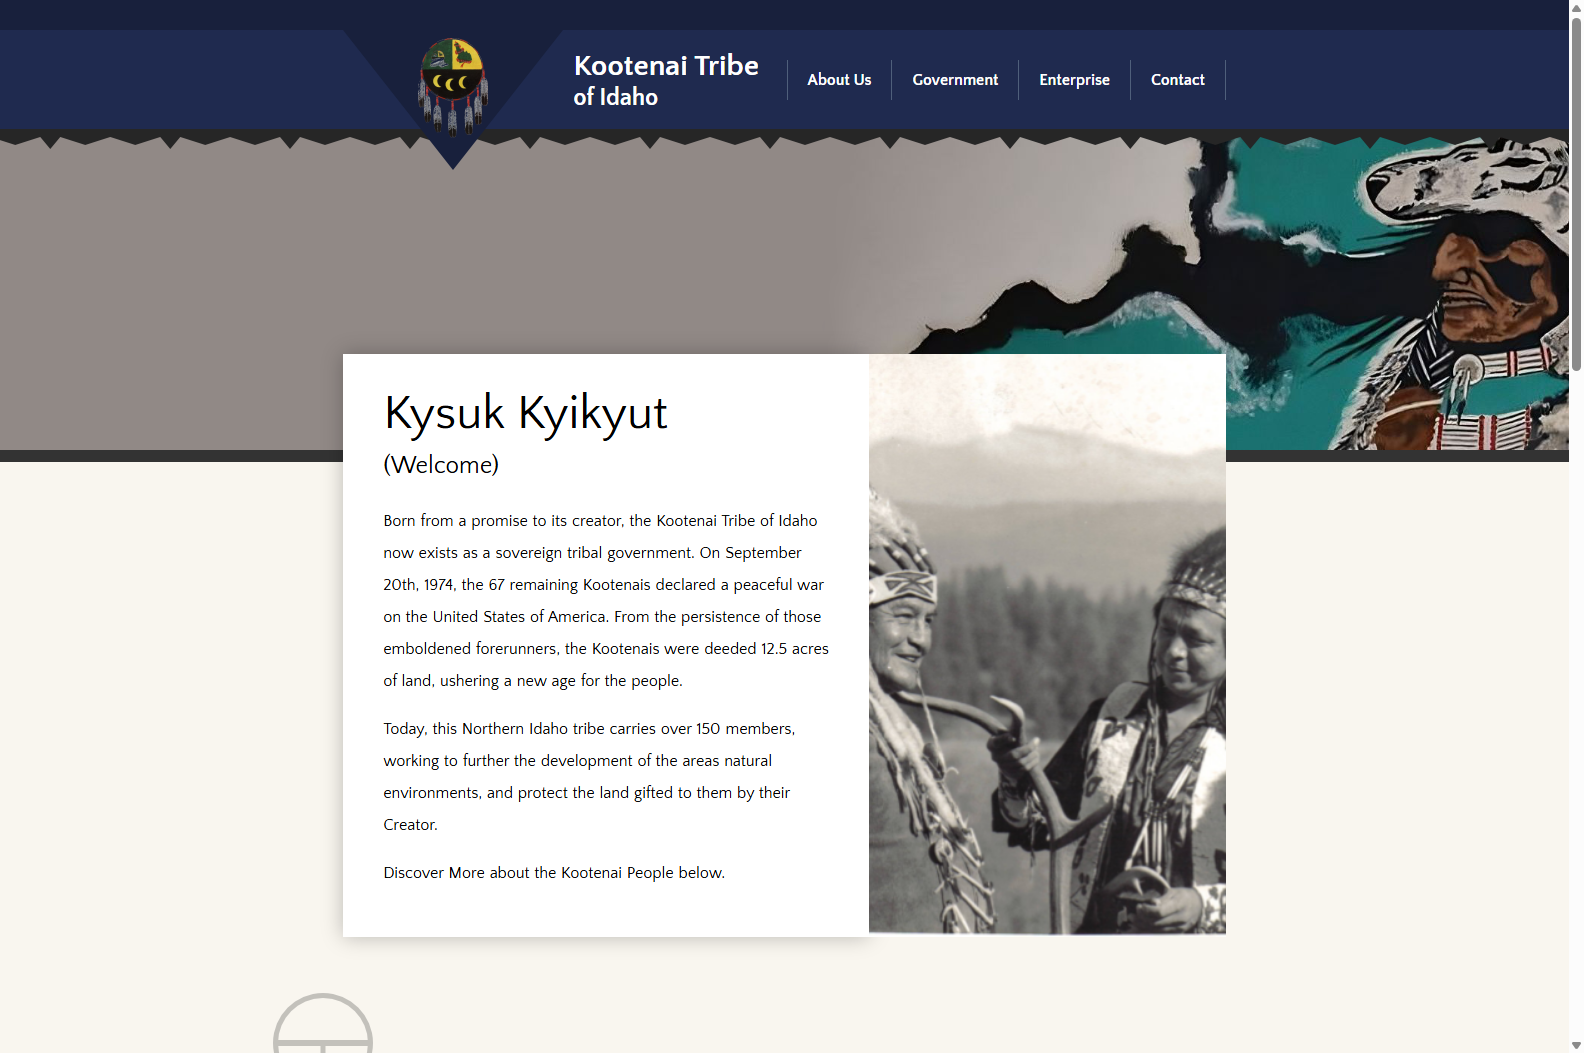 Kootenai Tribe
of Idaho
About Us
Government
Enterprise
Contact
Kysuk Kyikyut
(Welcome)
Born from a promise to its creator, the Kootenai Tribe of Idaho
now exists as a sovereign tribal government. On September
20th, 1974, the 67 remaining Kootenais declared a peaceful war
on the United States of America. From the persistence of those
emboldened forerunners, the Kootenais were deeded 12.5 acres
of land, ushering a new age for the people.
Today, this Northern Idaho tribe carries over 150 members,
working to further the development of the areas natural
environments, and protect the land gifted to them by their
Creator.
Discover More about the Kootenai People below.